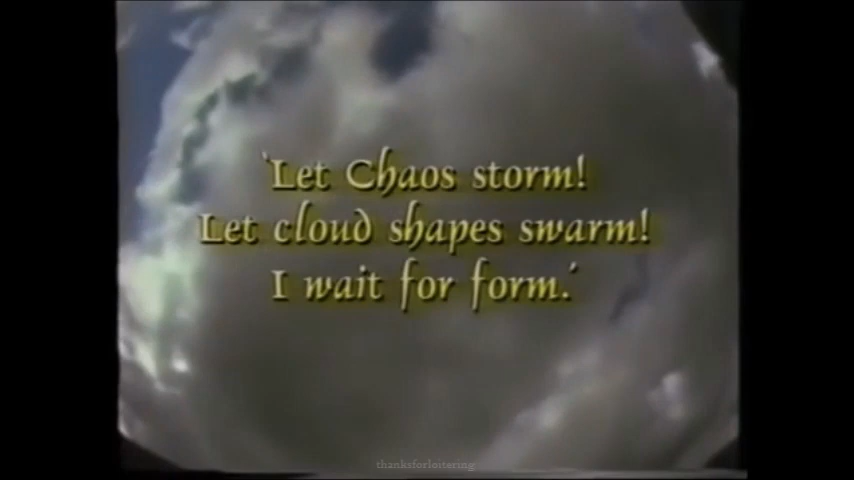 'Let Chaos storm!
Let cloud shapes swarm!
I wait for form.'
thanksforloitering